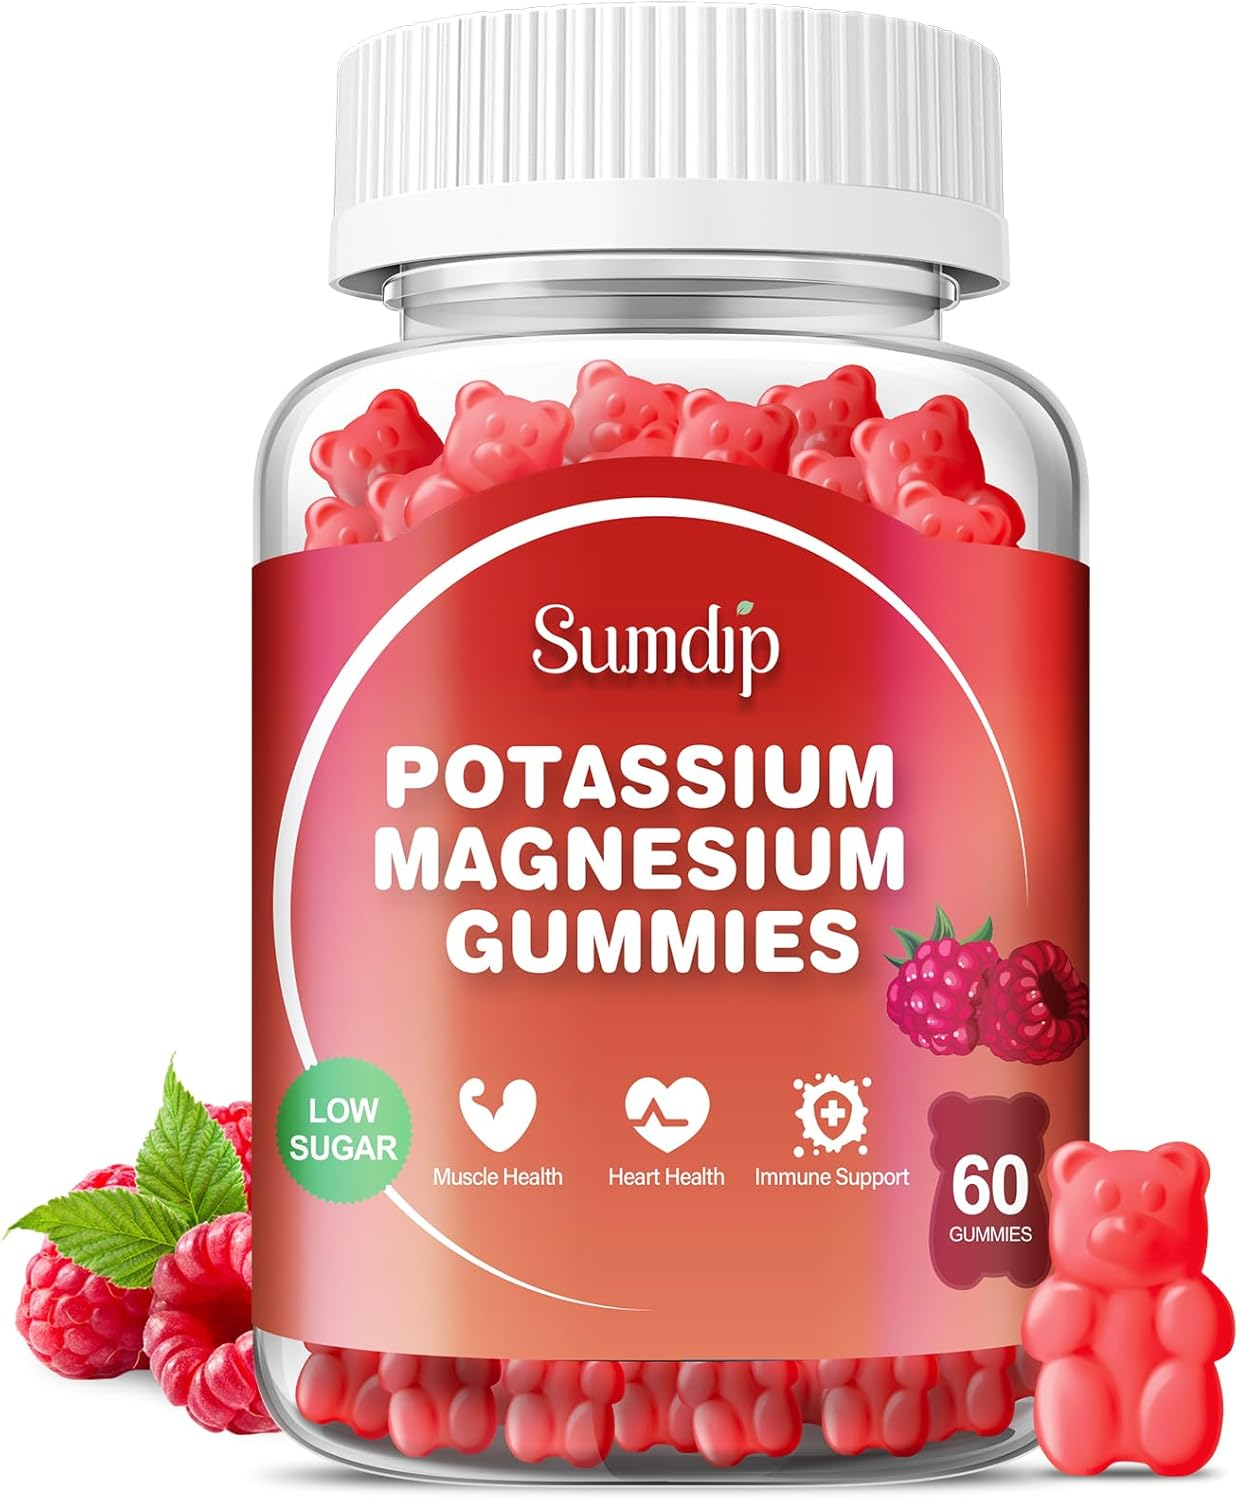 Sumdip
POTASSIUM
MAGNESIUM
GUMMIES
LOW
SUGAR
Muscle Health
Heart Health
Immune Support
60
GUMMIES